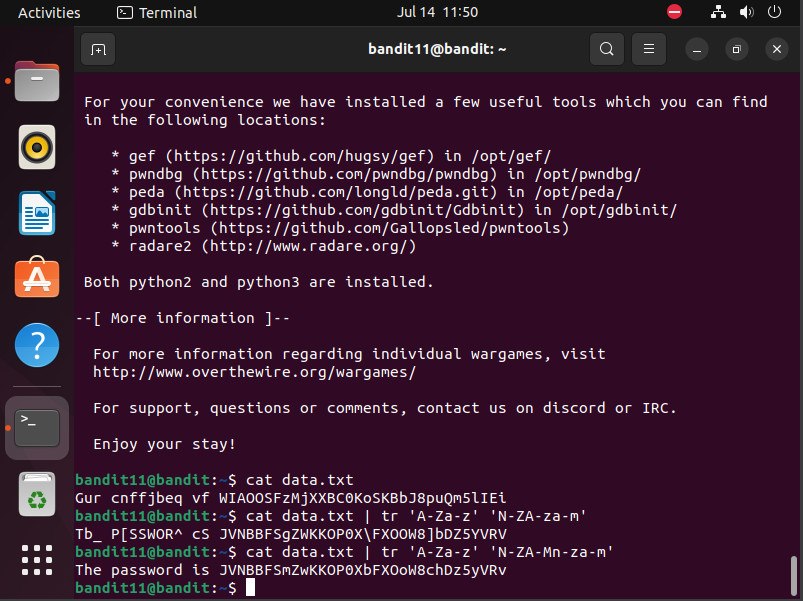 Activities
Terminal
Jul 14 11:50
bandit11@bandit: ~
For your convenience we have installed a few useful tools which you can find
in the following locations:
* gef (https://github.com/hugsy/gef) in /opt/gef/
* pwndbg (https://github.com/pwndbg/pwndbg) in /opt/pwndbg/
* peda (https://github.com/longld/peda.git) in /opt/peda/
* gdbinit (https://github.com/gdbinit/Gdbinit) in /opt/gdbinit/
* pwntools (https://github.com/Gallopsled/pwntools)
* radare2 (http://www.radare.org/)
Both python2 and python3 are installed.
--[ More information ]--
For more information regarding individual wargames, visit
http://www.overthewire.org/wargames/
For support, questions or comments, contact us on discord or IRC.
Enjoy your stay!
bandit11@bandit:~$ cat data.txt
Gur cnffjbeq vf WIAOOSFzMjXXBC0KoSKBbJ8puQm5lIEi
bandit11@bandit:~$ cat data.txt | tr 'A-Za-z' 'N-ZA-za-m'
Tb_ P[SSWOR^ cS JVNBBFSgZWKKOP0X\FXOOW8]bDZ5YVRV
bandit11@bandit:~$ cat data.txt | tr 'A-Za-z' 'N-ZA-Mn-za-m'
The password is JVNBBFSmZwKKOP0XbFXOoW8chDz5yVRv
bandit11@bandit:~$